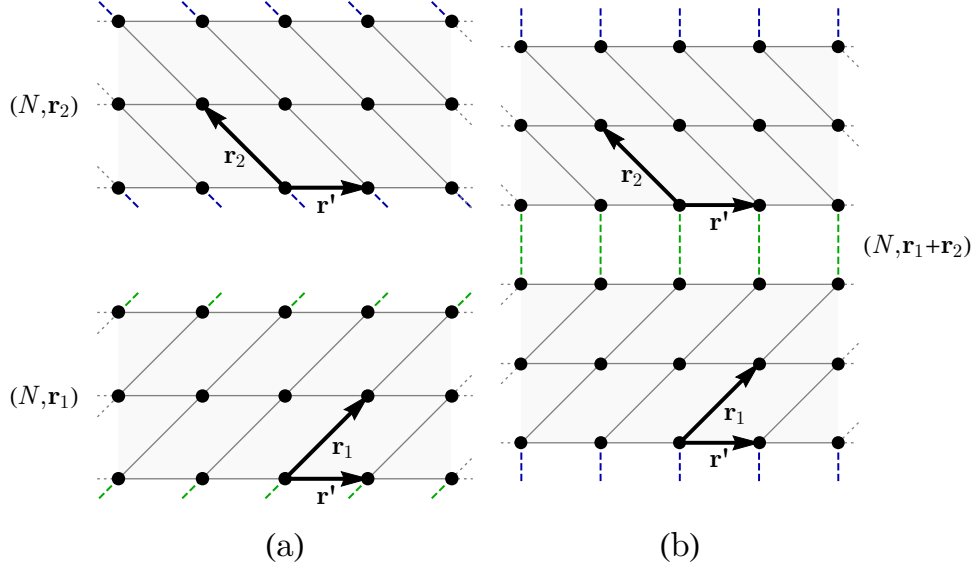 (N,r₂)
r₂
r'
(N,r₁)
r₁
r'
(a)
r₂
r'
(N,r₁+r₂)
r₁
r'
(b)